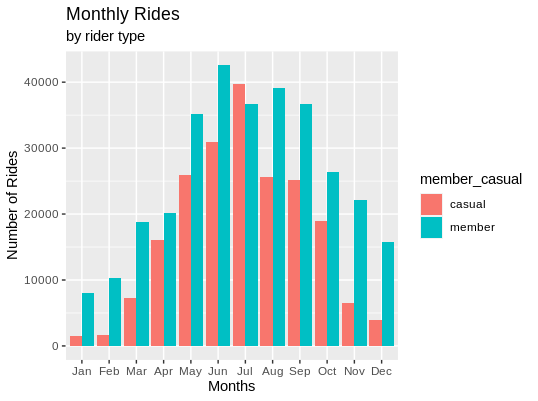 Monthly Rides
by rider type
Number of Rides
40000
30000
20000
10000
0
Jan Feb Mar Apr May Jun Jul Aug Sep Oct Nov Dec
Months
member_casual
casual
member